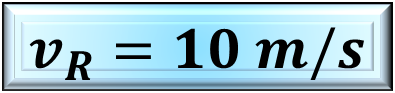 v_R = 10 m/s